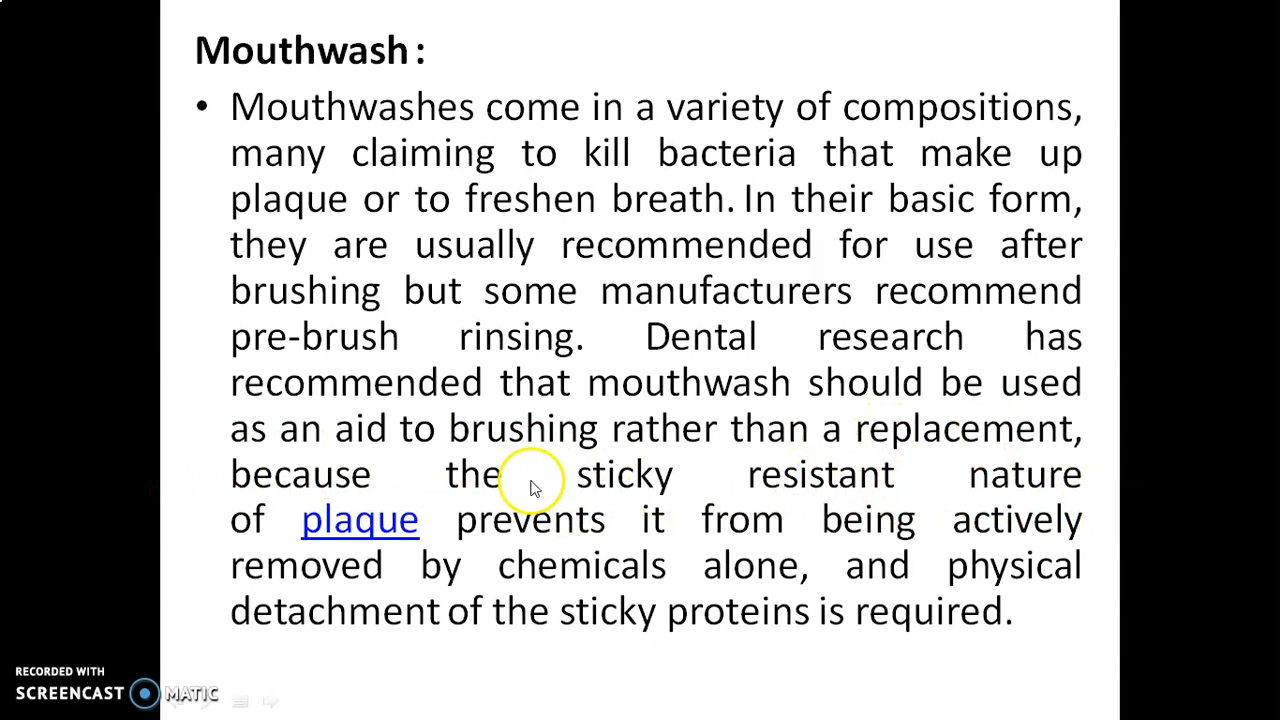 Mouthwash :
• Mouthwashes come in a variety of compositions,
many claiming to kill bacteria that make up
plaque or to freshen breath. In their basic form,
they are usually recommended for use after
brushing but some manufacturers recommend
pre-brush rinsing. Dental research has
recommended that mouthwash should be used
as an aid to brushing rather than a replacement,
because the sticky resistant nature
of plaque prevents it from being actively
removed by chemicals alone, and physical
detachment of the sticky proteins is required.
RECORDED WITH
SCREENCAST MATIC